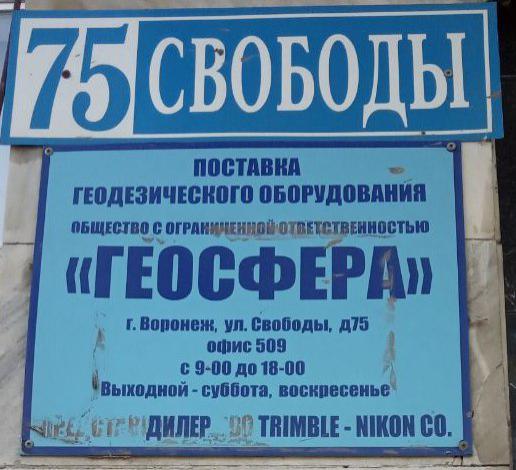 75 СВОБОДЫ
ПОСТАВКА
ГЕОДЕЗИЧЕСКОГО ОБОРУДОВАНИЯ
ОБЩЕСТВО С ОГРАНИЧЕННОЙ ОТВЕТСТВЕННОСТЬЮ
«ГЕОСФЕРА»
г. Воронеж, ул. Свободы, д75
офис 509
с 9-00 до 18-00
Выходной - суббота, воскресенье
ДИЛЕР TRIMBLE - NIKON CO.